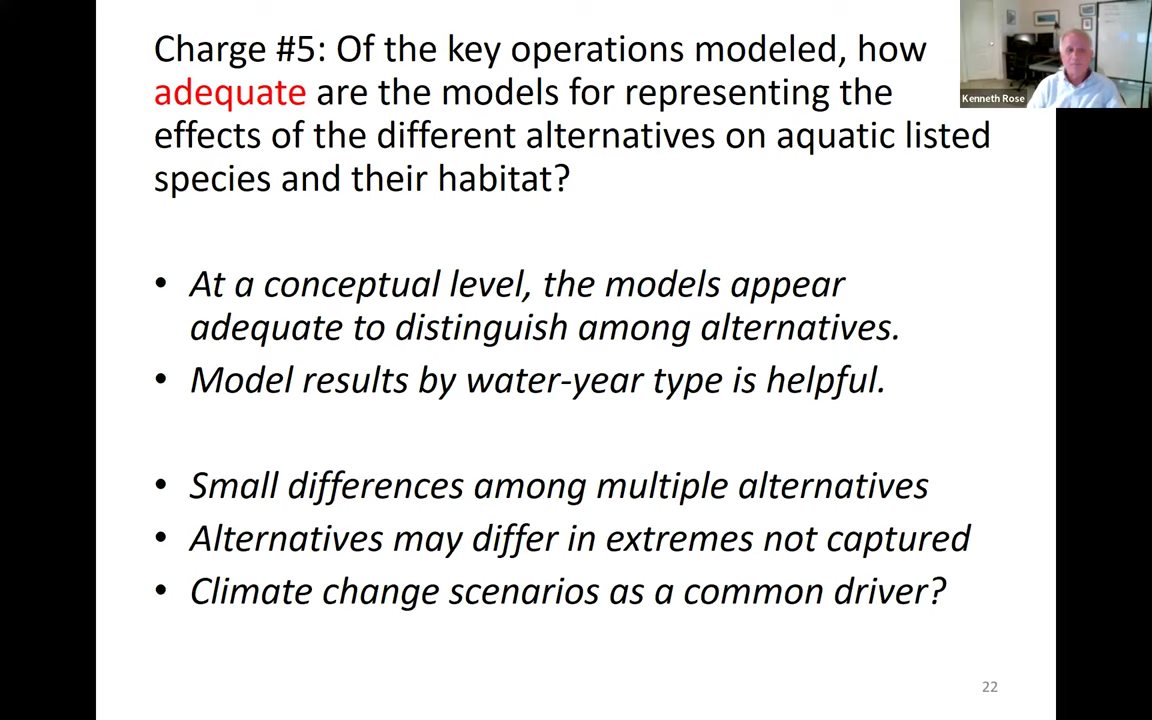 Charge #5: Of the key operations modeled, how
adequate are the models for representing the
effects of the different alternatives on aquatic listed
species and their habitat?
Kenneth Rose
• At a conceptual level, the models appear
adequate to distinguish among alternatives.
• Model results by water-year type is helpful.
• Small differences among multiple alternatives
• Alternatives may differ in extremes not captured
• Climate change scenarios as a common driver?
22